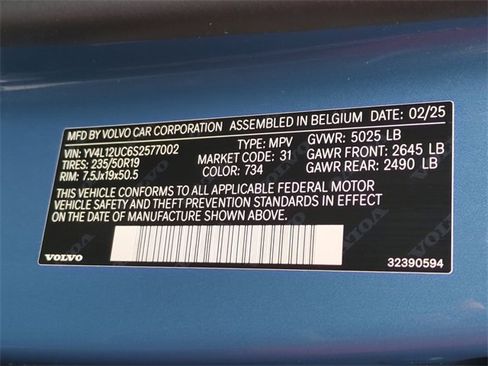 MFD BY VOLVO CAR CORPORATION ASSEMBLED IN BELGIUM DATE: 02/25
VIN: YV4L12UC6S2577002 TYPE: MPV GVWR: 5025 LB
TIRES: 235/50R19 MARKET CODE: 31 GAWR FRONT: 2645 LB
RIM: 7.5Jx19x50.5 COLOR: 734 GAWR REAR: 2490 LB
THIS VEHICLE CONFORMS TO ALL APPLICABLE FEDERAL MOTOR
VEHICLE SAFETY AND THEFT PREVENTION STANDARDS IN EFFECT
ON THE DATE OF MANUFACTURE SHOWN ABOVE.
VOLVO 32390594